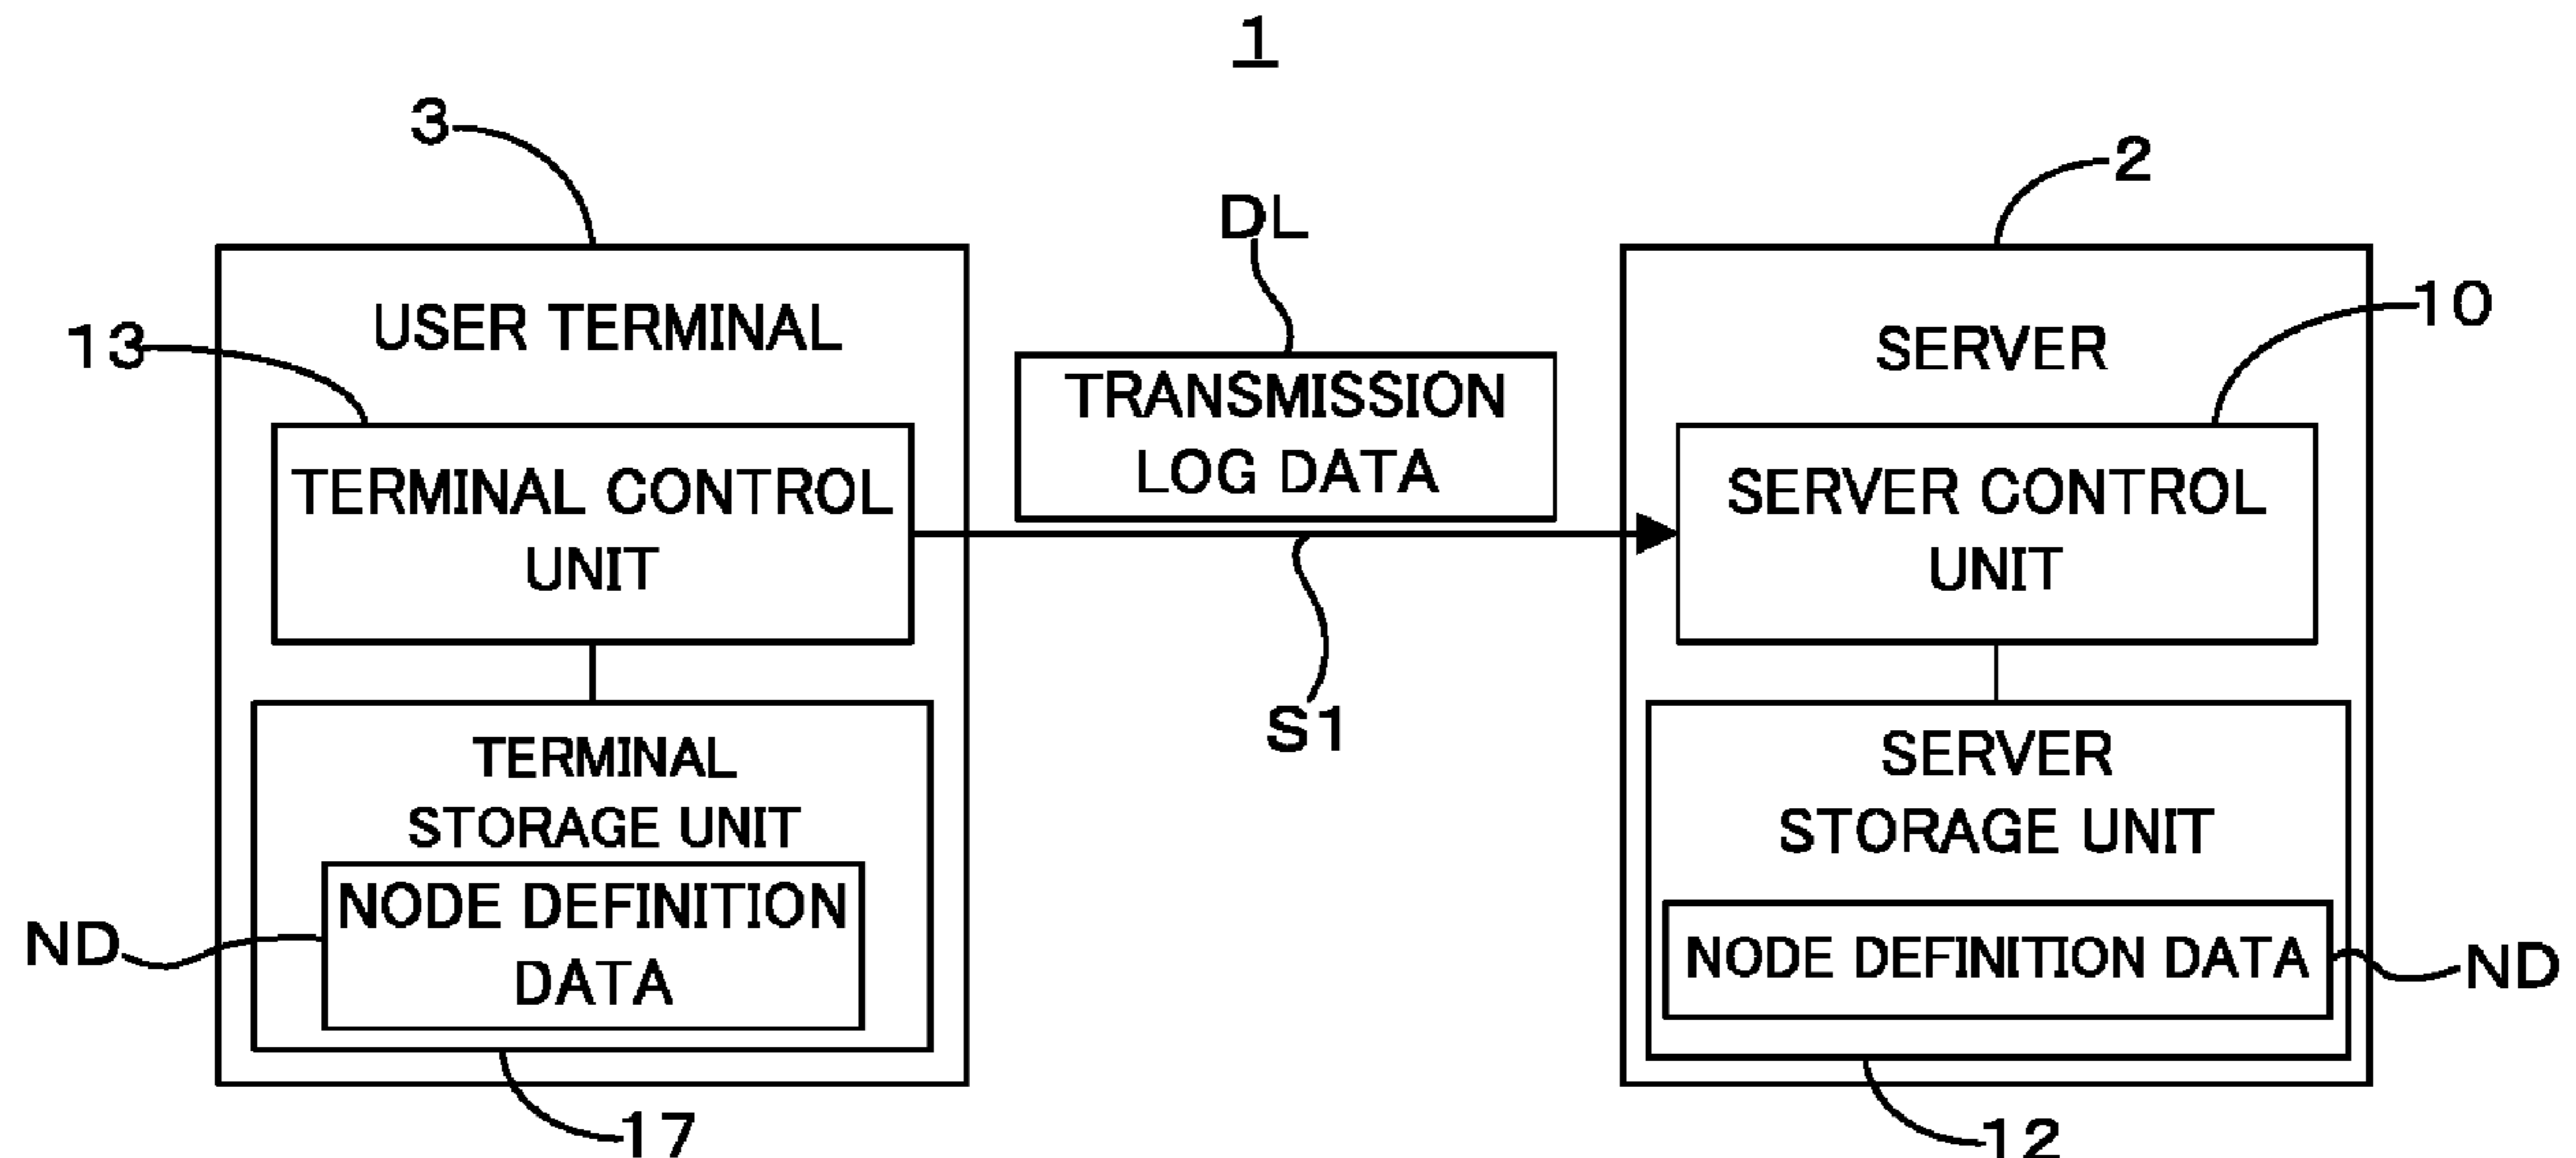 1
3
2
DL
USER TERMINAL
13
10
SERVER
TRANSMISSION
LOG DATA
TERMINAL CONTROL
UNIT
SERVER CONTROL
UNIT
S1
TERMINAL
STORAGE UNIT
SERVER
STORAGE UNIT
NODE DEFINITION
DATA
ND
NODE DEFINITION DATA
ND
17
12